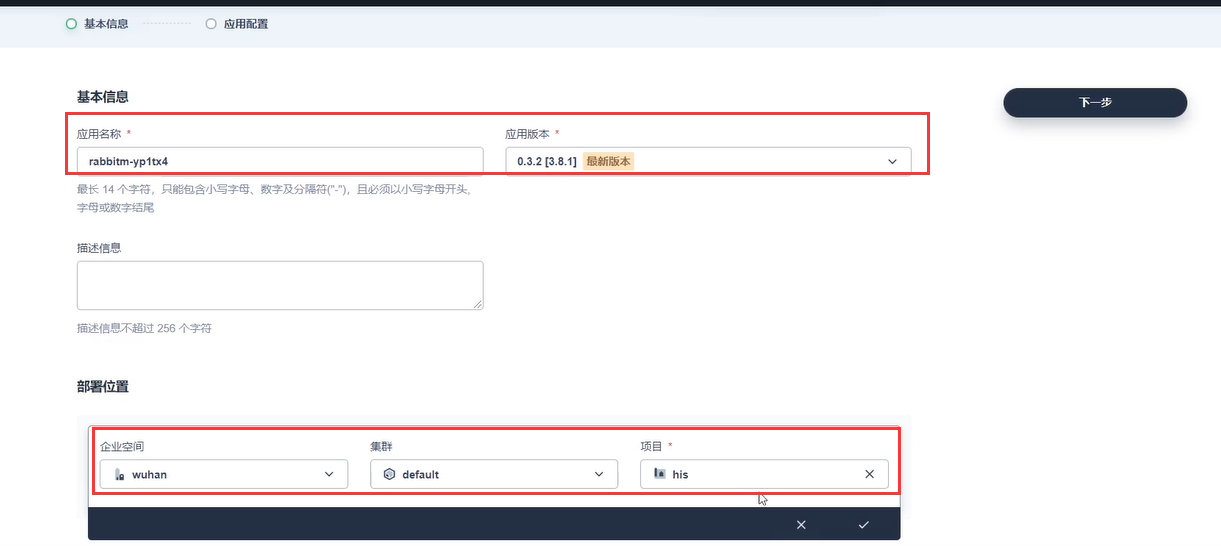 基本信息
应用配置
基本信息
下一步
应用名称 *
应用版本 *
rabbitm-yp1tx4
0.3.2 [3.8.1] 最新版本
最长 14 个字符，只能包含小写字母、数字及分隔符("-")，且必须以小写字母开头，
字母或数字结尾
描述信息
描述信息不超过 256 个字符
部署位置
企业空间
集群
项目 *
wuhan
default
his